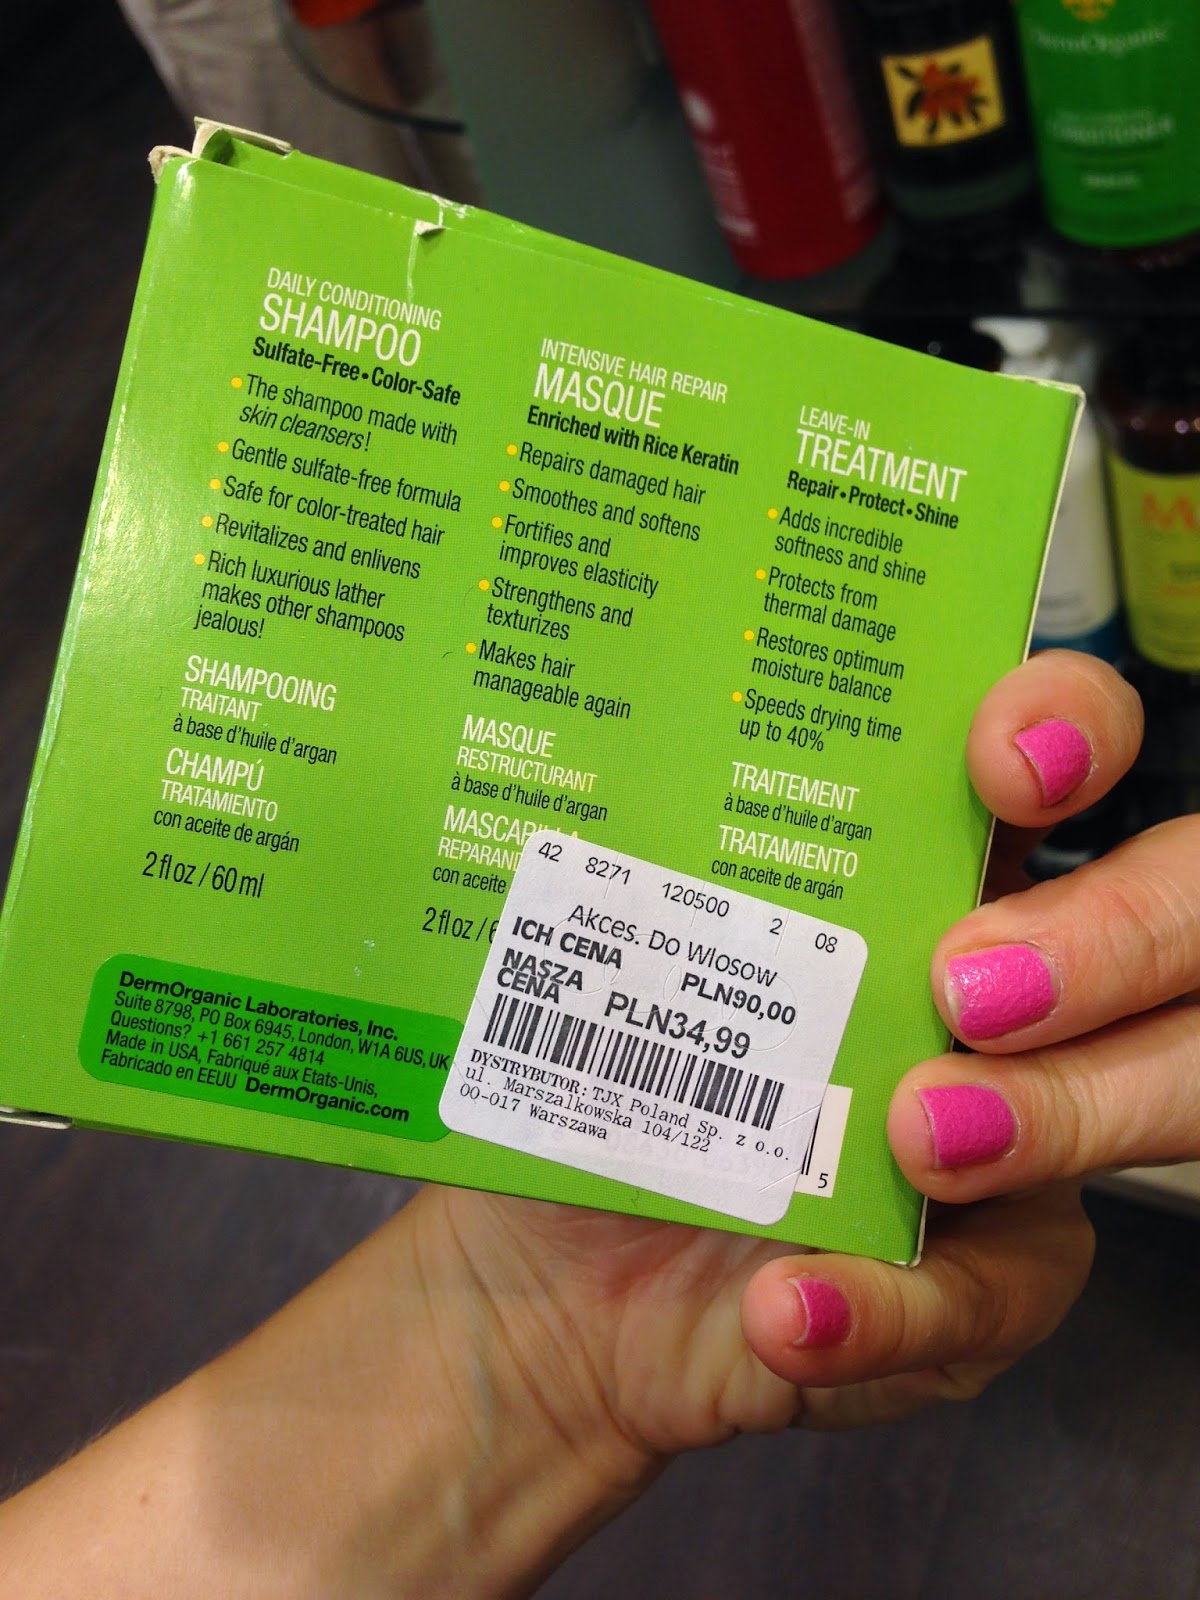 DAILY CONDITIONING
SHAMPOO
Sulfate-Free • Color-Safe
• The shampoo made with
skin cleansers!
• Gentle sulfate-free formula
• Safe for color-treated hair
• Revitalizes and enlivens
• Rich luxurious lather
makes other shampoos
jealous!
SHAMPOOING
TRAITANT
à base d'huile d'argan
CHAMPÚ
TRATAMIENTO
con aceite de argán
2 fl oz / 60 ml
INTENSIVE HAIR REPAIR
MASQUE
Enriched with Rice Keratin
• Repairs damaged hair
• Smoothes and softens
• Fortifies and
improves elasticity
• Strengthens and
texturizes
• Makes hair
manageable again
MASQUE
RESTRUCTURANT
à base d'huile d'argan
con aceite
2 fl oz /
LEAVE-IN
TREATMENT
Repair • Protect • Shine
• Adds incredible
softness and shine
• Protects from
thermal damage
• Restores optimum
moisture balance
• Speeds drying time
up to 40%
TRAITEMENT
à base d'huile d'argan
TRATAMIENTO
con aceite de argán
DermOrganic Laboratories, Inc.
Suite 8798, PO Box 6945, London, W1A 6US, UK
Questions? +1 661 257 4814
Made in USA, Fabriqué aux Etats-Unis,
Fabricado en EEUU DermOrganic.com
42 8271 120500 2 08
Akces. Do Wlosow
ICH CENA PLN90,00
NASZA
CENA PLN34,99
DYSTRYBUTOR: TJX Poland Sp. z o.o.
ul. Marszalkowska 104/122
00-017 Warszawa
5
DermOrganic
CONDITIONER